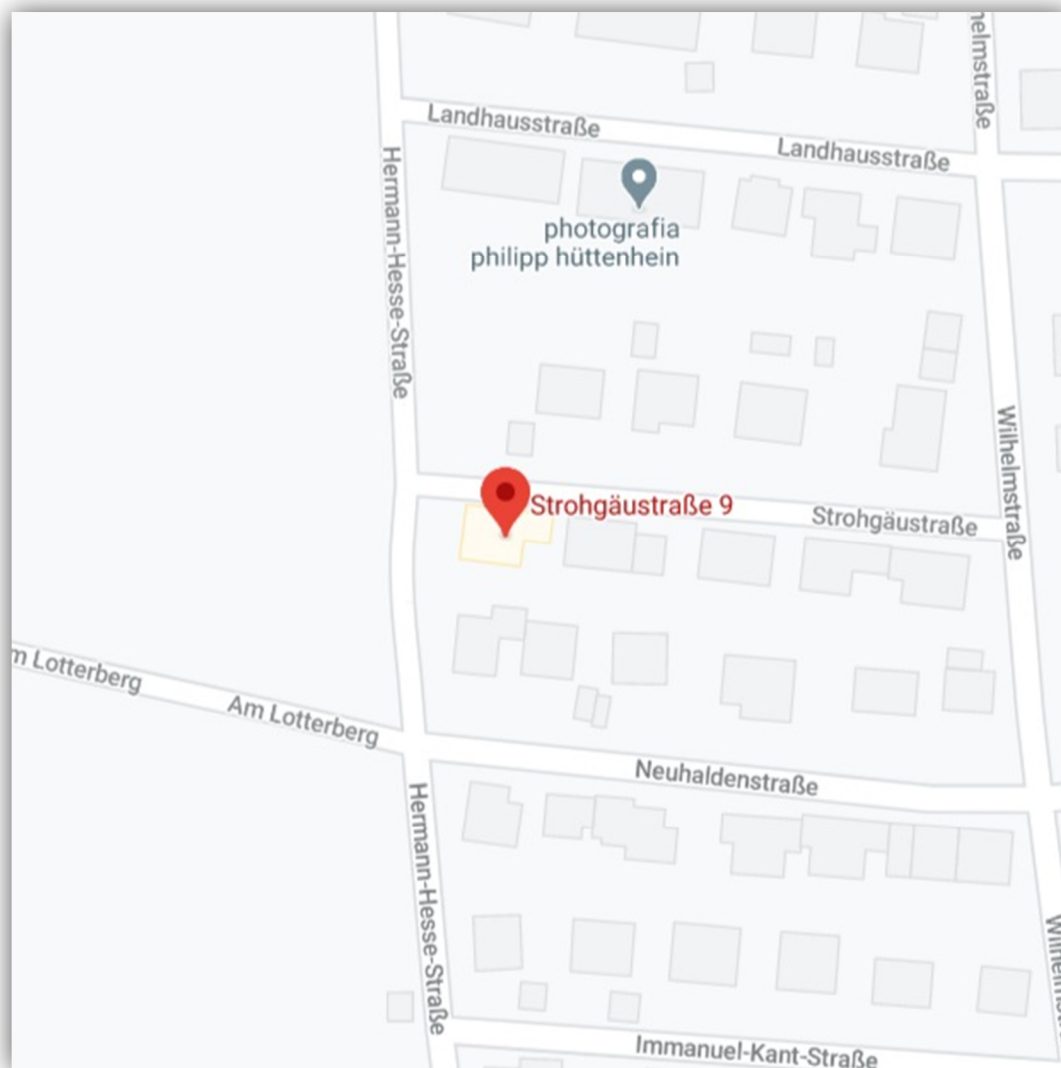 helmstraße
Landhausstraße
Landhausstraße
Hermann-Hesse-Straße
photografia
philipp hüttenhein
Wilhelmstraße
Strohgäustraße 9
Strohgäustraße
m Lotterberg
Am Lotterberg
Neuhaldenstraße
Hermann-Hesse-Straße
Immanuel-Kant-Straße